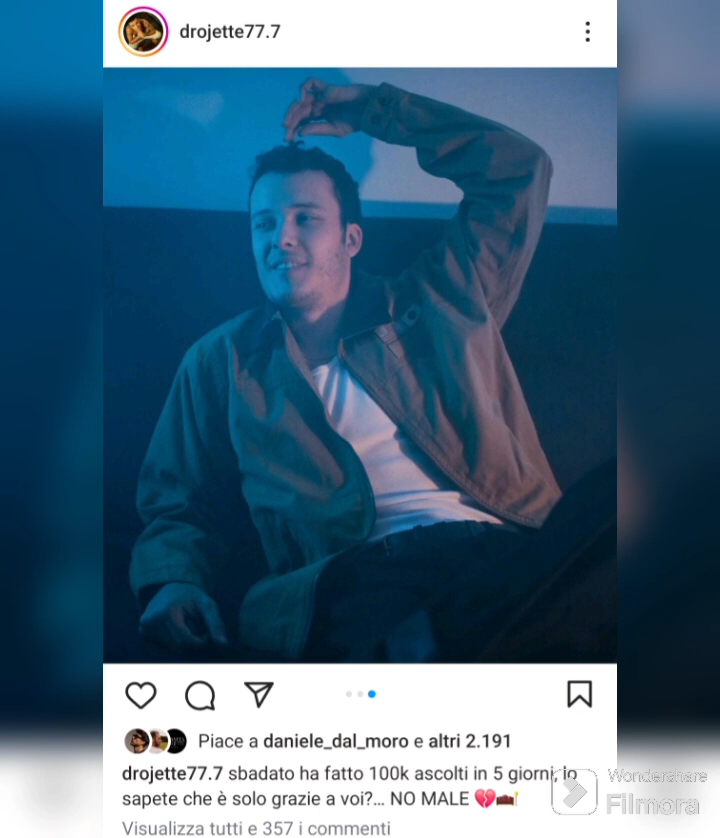 drojette77.7
Piace a daniele_dal_moro e altri 2.191
drojette77.7 sbadato ha fatto 100k ascolti in 5 giorni, lo
sapete che è solo grazie a voi?... NO MALE 💔💼
Visualizza tutti e 357 i commenti
Wondershare
Filmora